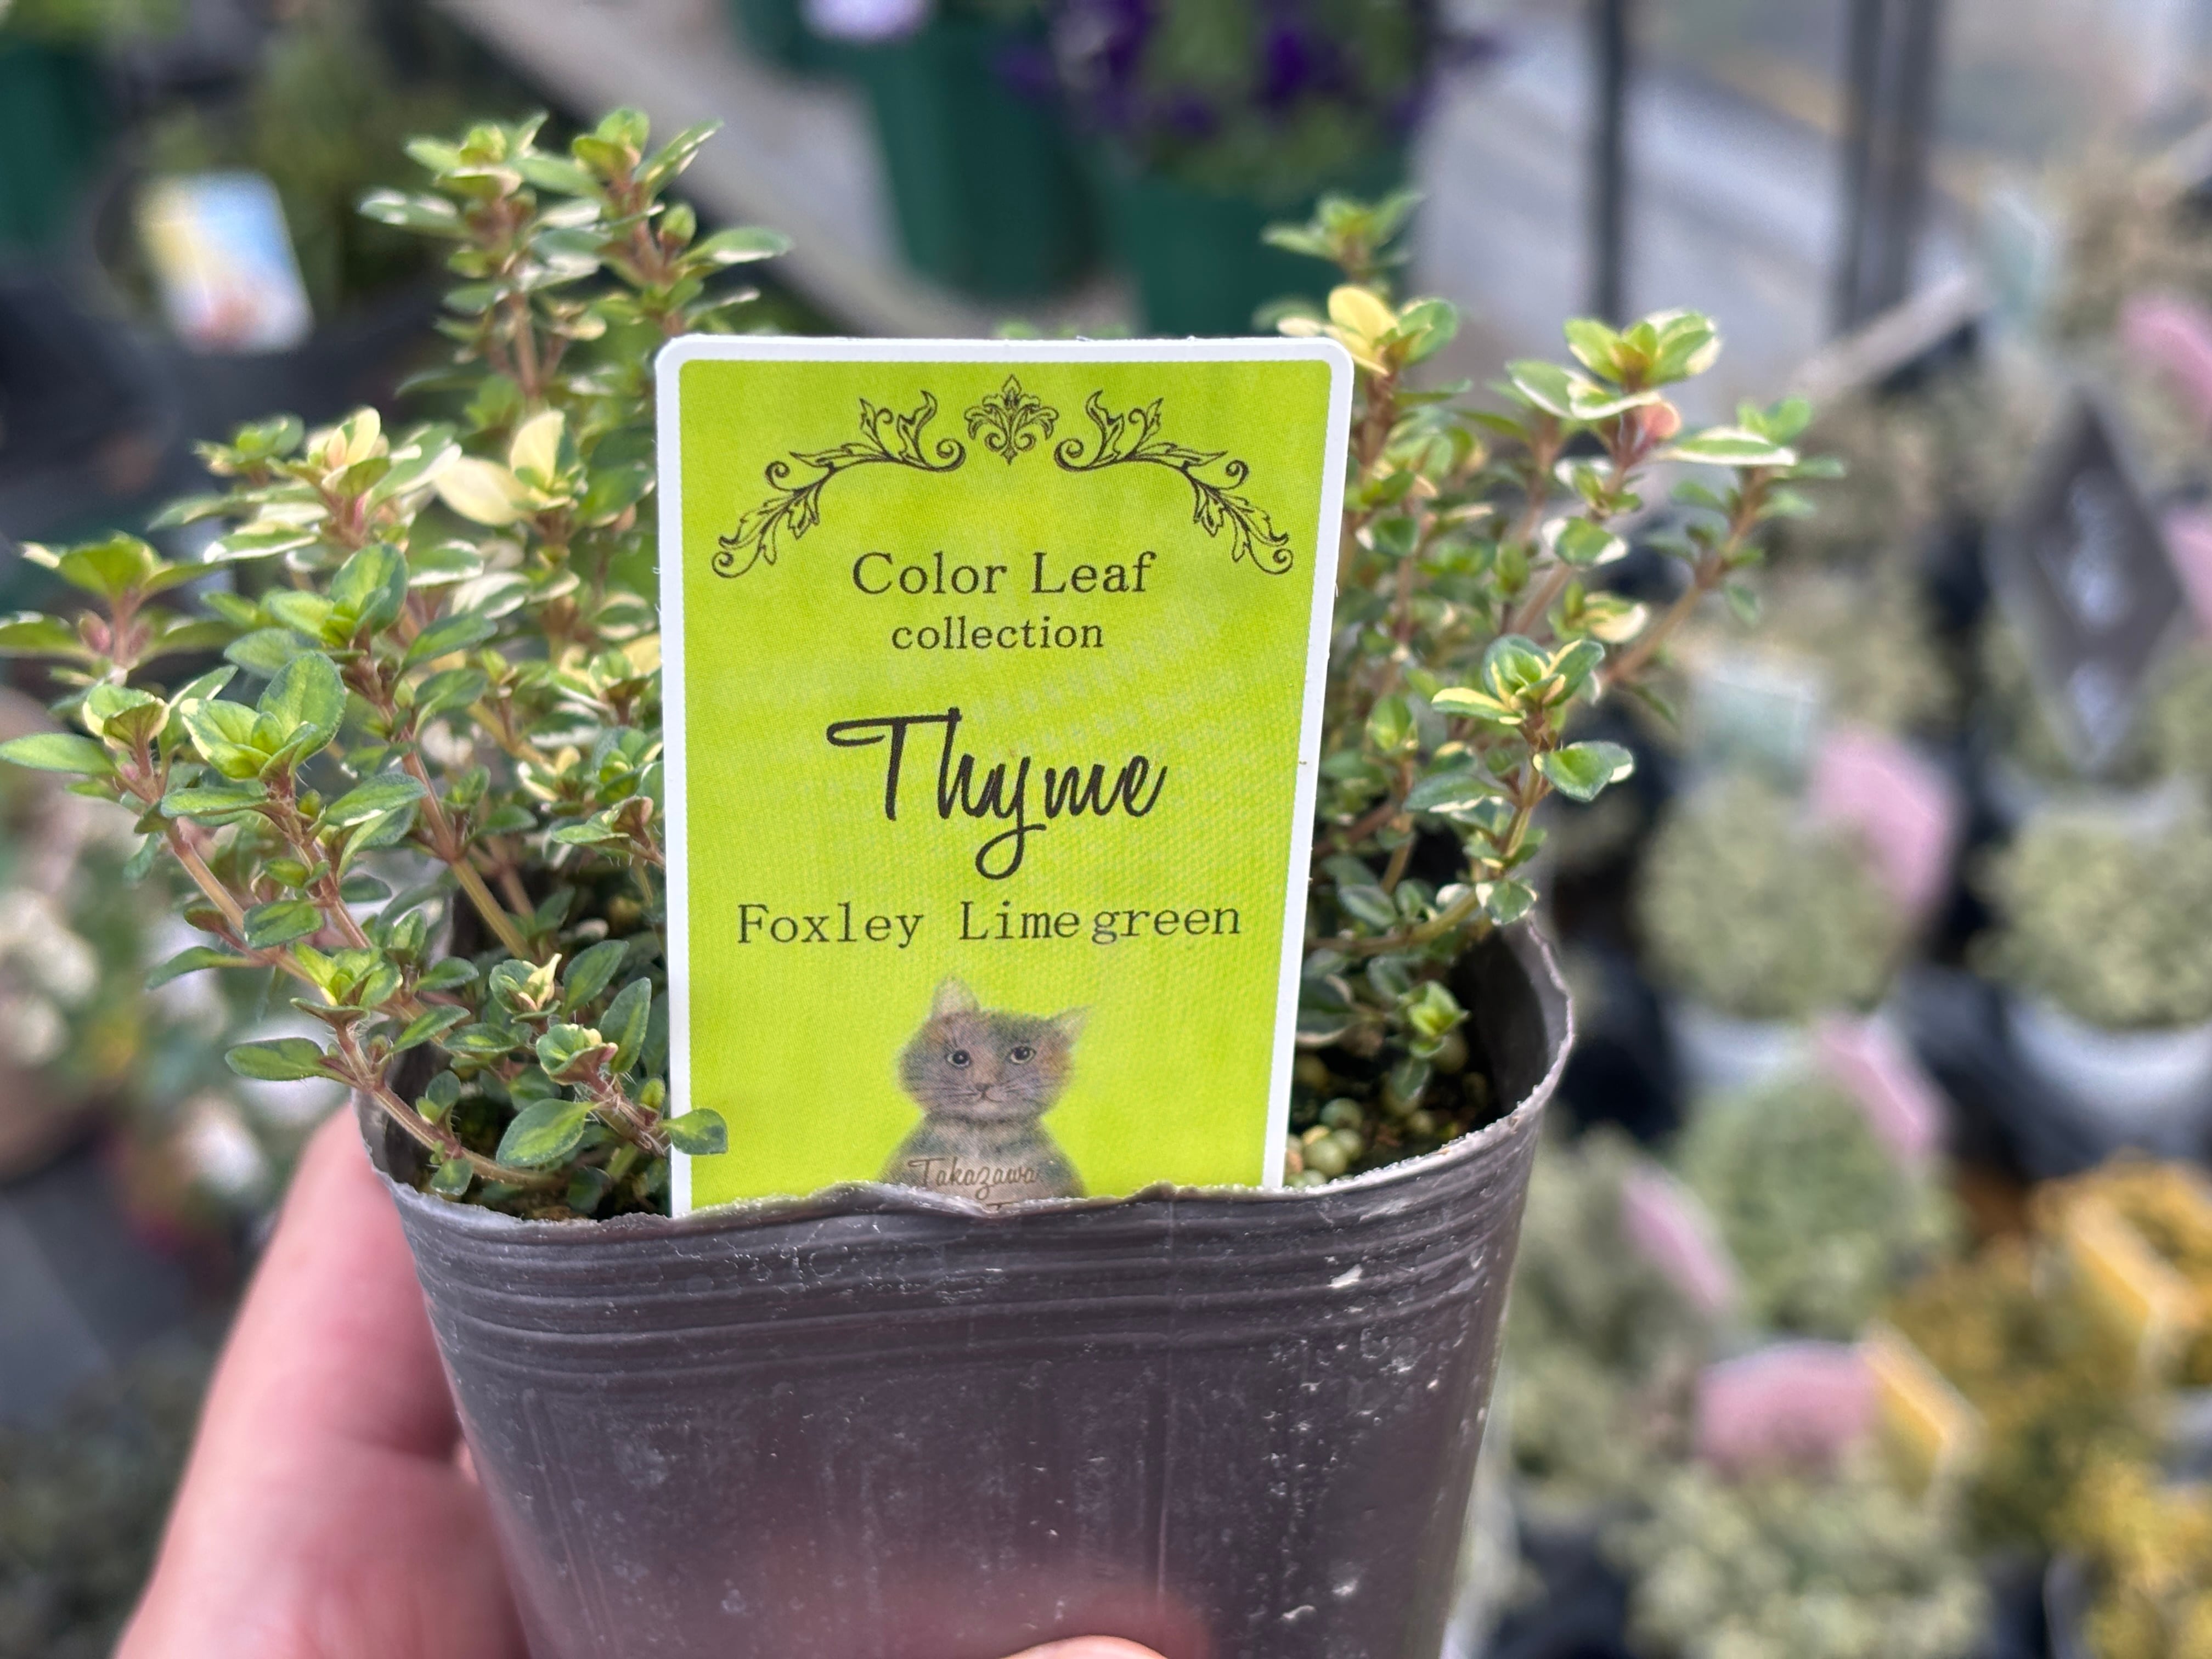 Color Leaf
collection
Thyme
Foxley Limegreen
Takazawa